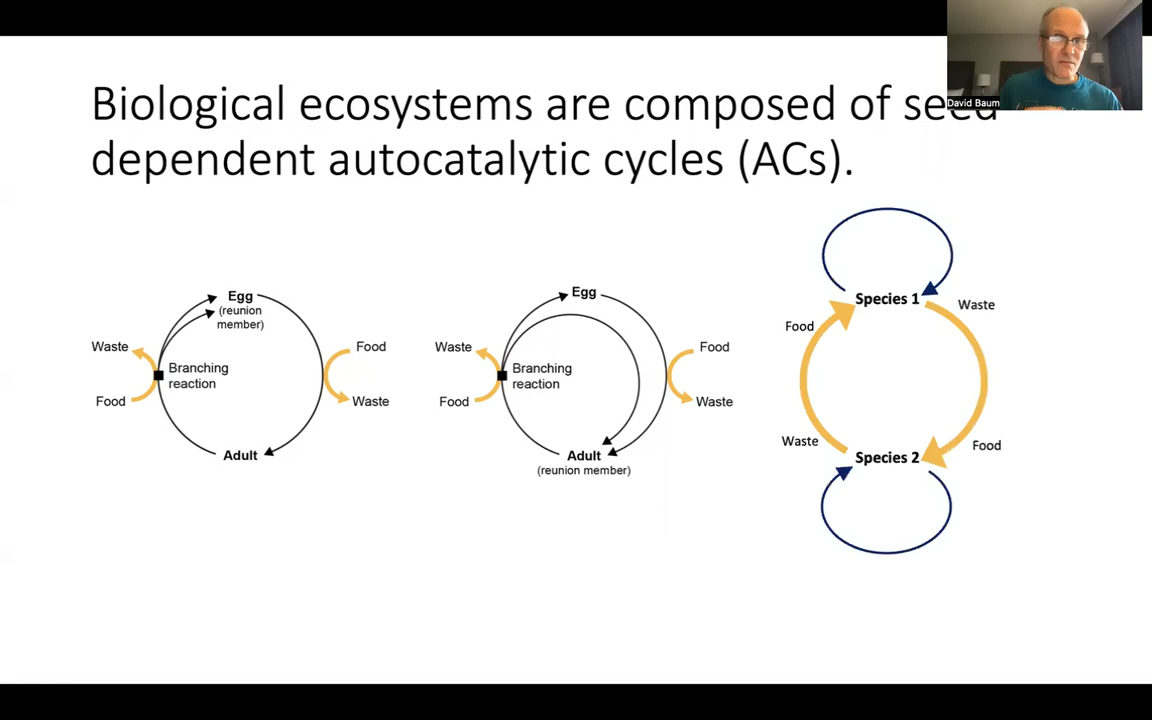 Biological ecosystems are composed of seed
dependent autocatalytic cycles (ACs).
David Baum
Egg
(reunion
member)
Waste
Branching
reaction
Food
Food
Waste
Adult
Egg
Waste
Branching
reaction
Food
Food
Waste
Adult
(reunion member)
Species 1
Waste
Food
Waste
Food
Species 2